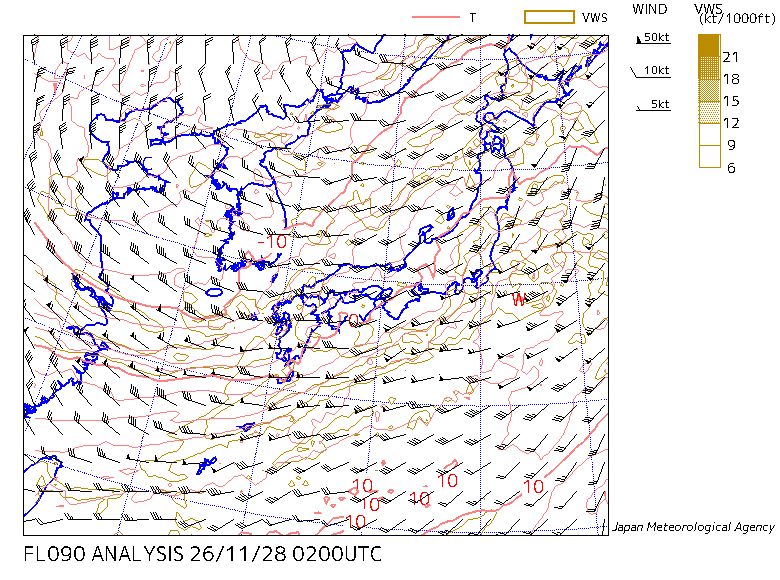 T VWS WIND VWS
(kt/1000ft)
50kt
10kt
5kt
21
18
15
12
9
6
-10
W
10
10
10
10
10
10
Japan Meteorological Agency
FL090 ANALYSIS 26/11/28 0200UTC